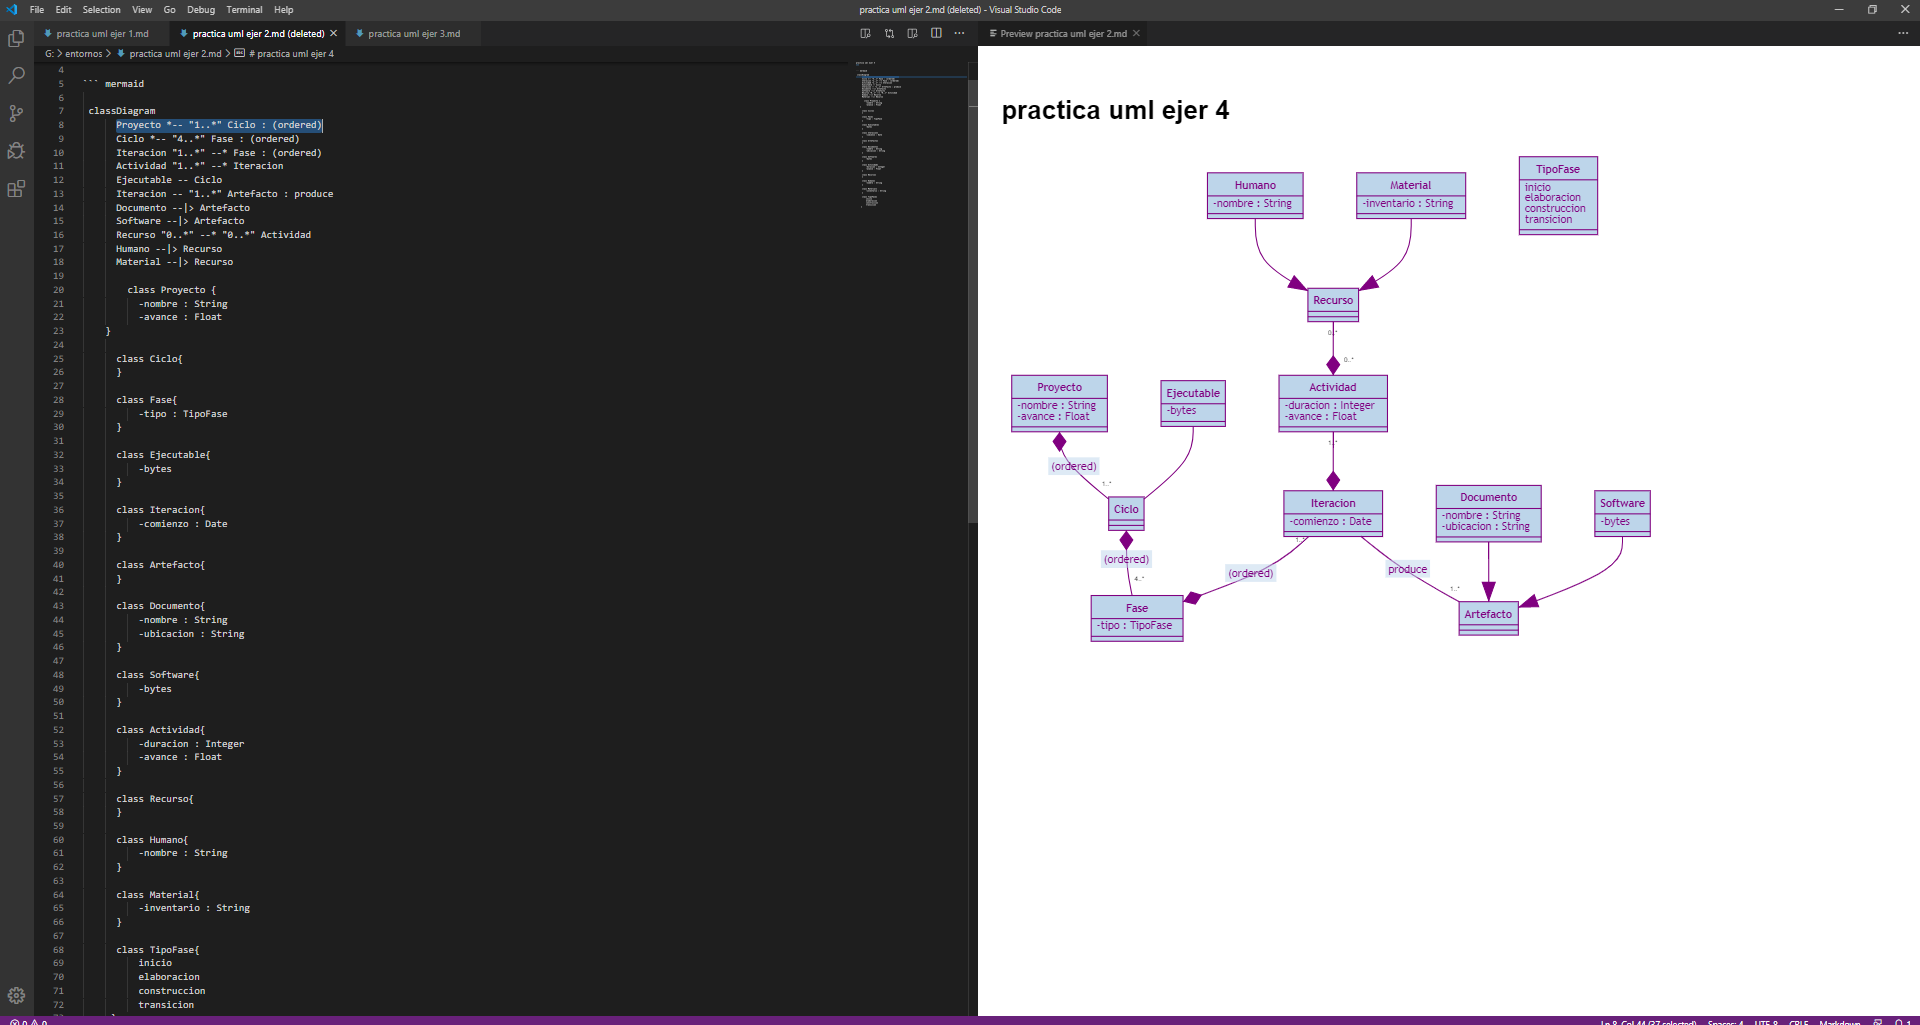 File Edit Selection View Go Debug Terminal Help
practica uml ejer 2.md (deleted) - Visual Studio Code
practica uml ejer 1.md
practica uml ejer 2.md (deleted)
practica uml ejer 3.md
Preview practica uml ejer 2.md
G: > entornos > practica uml ejer 2.md > # practica uml ejer 4
4
5 ``` mermaid
6
7 classDiagram
8 Proyecto *-- "1..*" Ciclo : (ordered)
9 Ciclo *-- "4..*" Fase : (ordered)
10 Iteracion "1..*" --* Fase : (ordered)
11 Actividad "1..*" --* Iteracion
12 Ejecutable -- Ciclo
13 Iteracion -- "1..*" Artefacto : produce
14 Documento --|> Artefacto
15 Software --|> Artefacto
16 Recurso "0..*" --* "0..*" Actividad
17 Humano --|> Recurso
18 Material --|> Recurso
19
20 class Proyecto {
21 -nombre : String
22 -avance : Float
23 }
24
25 class Ciclo{
26 }
27
28 class Fase{
29 -tipo : TipoFase
30 }
31
32 class Ejecutable{
33 -bytes
34 }
35
36 class Iteracion{
37 -comienzo : Date
38 }
39
40 class Artefacto{
41 }
42
43 class Documento{
44 -nombre : String
45 -ubicacion : String
46 }
47
48 class Software{
49 -bytes
50 }
51
52 class Actividad{
53 -duracion : Integer
54 -avance : Float
55 }
56
57 class Recurso{
58 }
59
60 class Humano{
61 -nombre : String
62 }
63
64 class Material{
65 -inventario : String
66 }
67
68 class TipoFase{
69 inicio
70 elaboracion
71 construccion
72 transicion
practica uml ejer 4
Humano
-nombre : String
Material
-inventario : String
TipoFase
inicio
elaboracion
construccion
transicion
Recurso
0..*
0..*
Proyecto
-nombre : String
-avance : Float
Ejecutable
-bytes
Actividad
-duracion : Integer
-avance : Float
1..*
(ordered)
1..*
Ciclo
Iteracion
-comienzo : Date
1..*
Documento
-nombre : String
-ubicacion : String
Software
-bytes
(ordered)
4..*
(ordered)
produce
1..*
Fase
-tipo : TipoFase
Artefacto
Ln 8, Col 44 (37 selected) Spaces: 4 UTF-8 CRLF Markdown